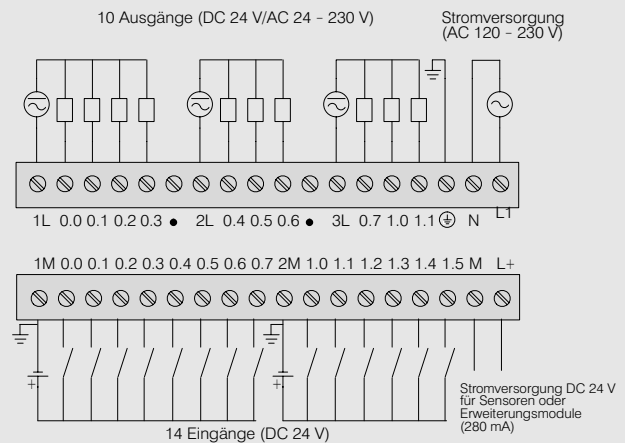 10 Ausgänge (DC 24 V/AC 24 - 230 V)
Stromversorgung
(AC 120 - 230 V)
1L 0.0 0.1 0.2 0.3 • 2L 0.4 0.5 0.6 • 3L 0.7 1.0 1.1 N L1
1M 0.0 0.1 0.2 0.3 0.4 0.5 0.6 0.7 2M 1.0 1.1 1.2 1.3 1.4 1.5 M L+
+
+
Stromversorgung DC 24 V
für Sensoren oder
Erweiterungsmodule
(280 mA)
14 Eingänge (DC 24 V)